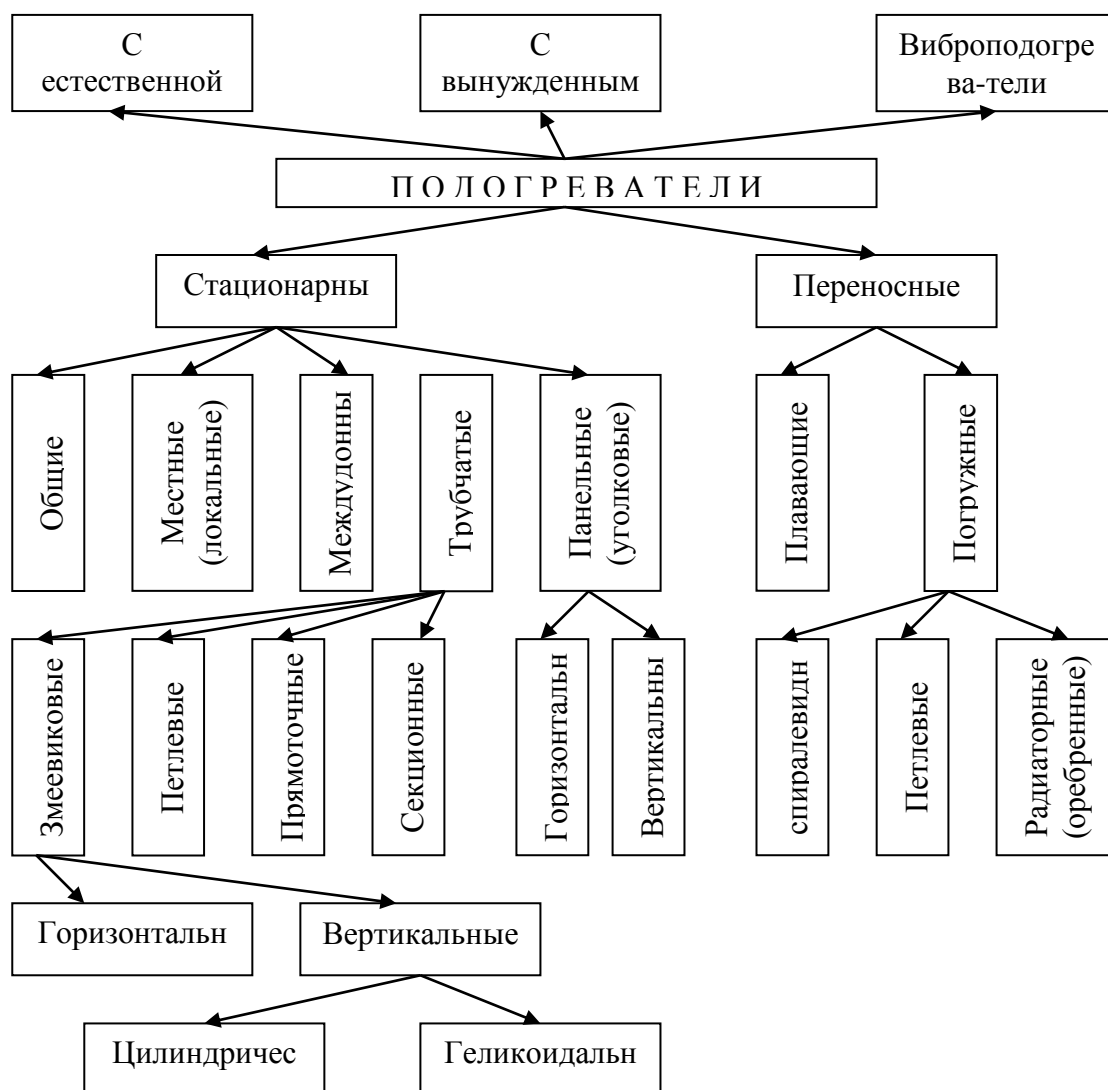 С
естественной
С
вынужденным
Виброподогре
ва-тели
П О Д О Г Р Е В А Т Е Л И
Стационарны
Переносные
Общие
Местные
(локальные)
Междудонны
Трубчатые
Панельные
(уголковые)
Плавающие
Погружные
Змеевиковые
Петлевые
Прямоточные
Секционные
Горизонтальн
Вертикальны
спиралевидн
Петлевые
Радиаторные
(оребренные)
Горизонтальн
Вертикальные
Цилиндричес
Геликоидальн